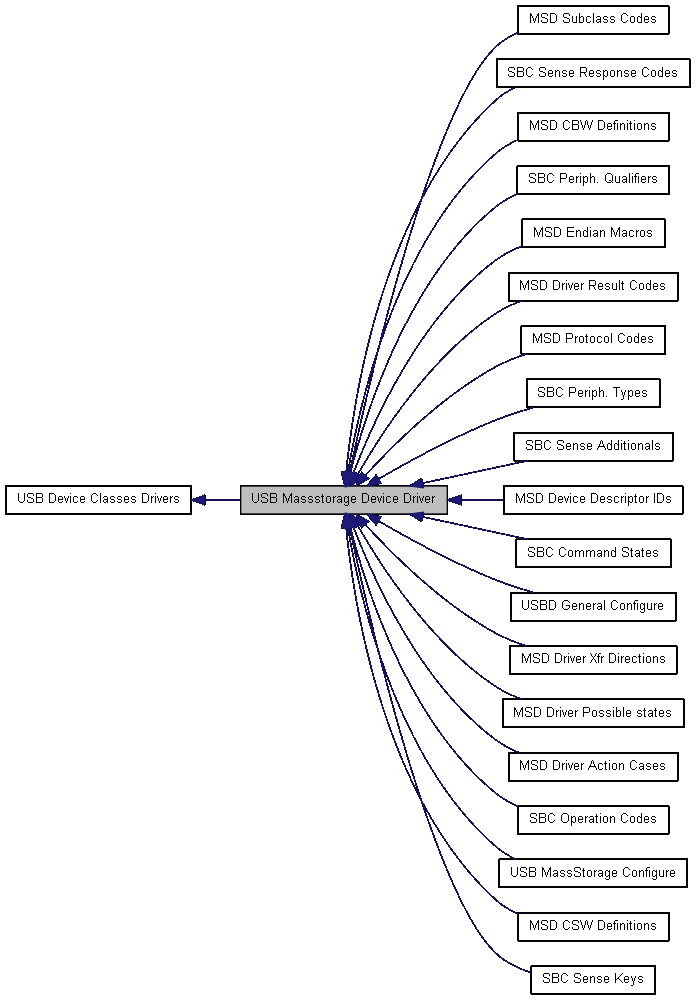 MSD Subclass Codes
SBC Sense Response Codes
MSD CBW Definitions
SBC Periph. Qualifiers
MSD Endian Macros
MSD Driver Result Codes
MSD Protocol Codes
SBC Periph. Types
SBC Sense Additionals
USB Device Classes Drivers
USB Massstorage Device Driver
MSD Device Descriptor IDs
SBC Command States
USBD General Configure
MSD Driver Xfr Directions
MSD Driver Possible states
MSD Driver Action Cases
SBC Operation Codes
USB MassStorage Configure
MSD CSW Definitions
SBC Sense Keys